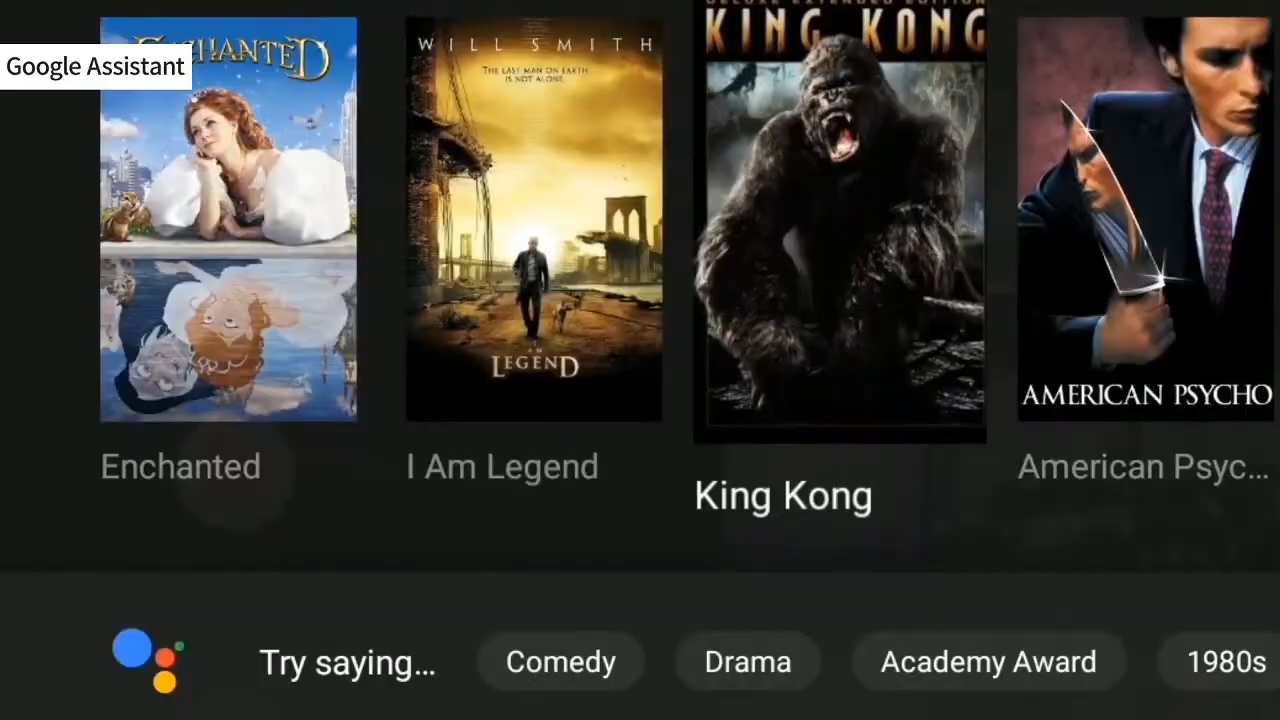 Google Assistant
ENCHANTED
WILL SMITH
THE LAST MAN ON EARTH
IS NOT ALONE
I AM
LEGEND
DELUXE EXTENDED EDITION
KING KONG
AMERICAN PSYCHO
Enchanted
I Am Legend
King Kong
American Psyc...
Try saying...
Comedy
Drama
Academy Award
1980s